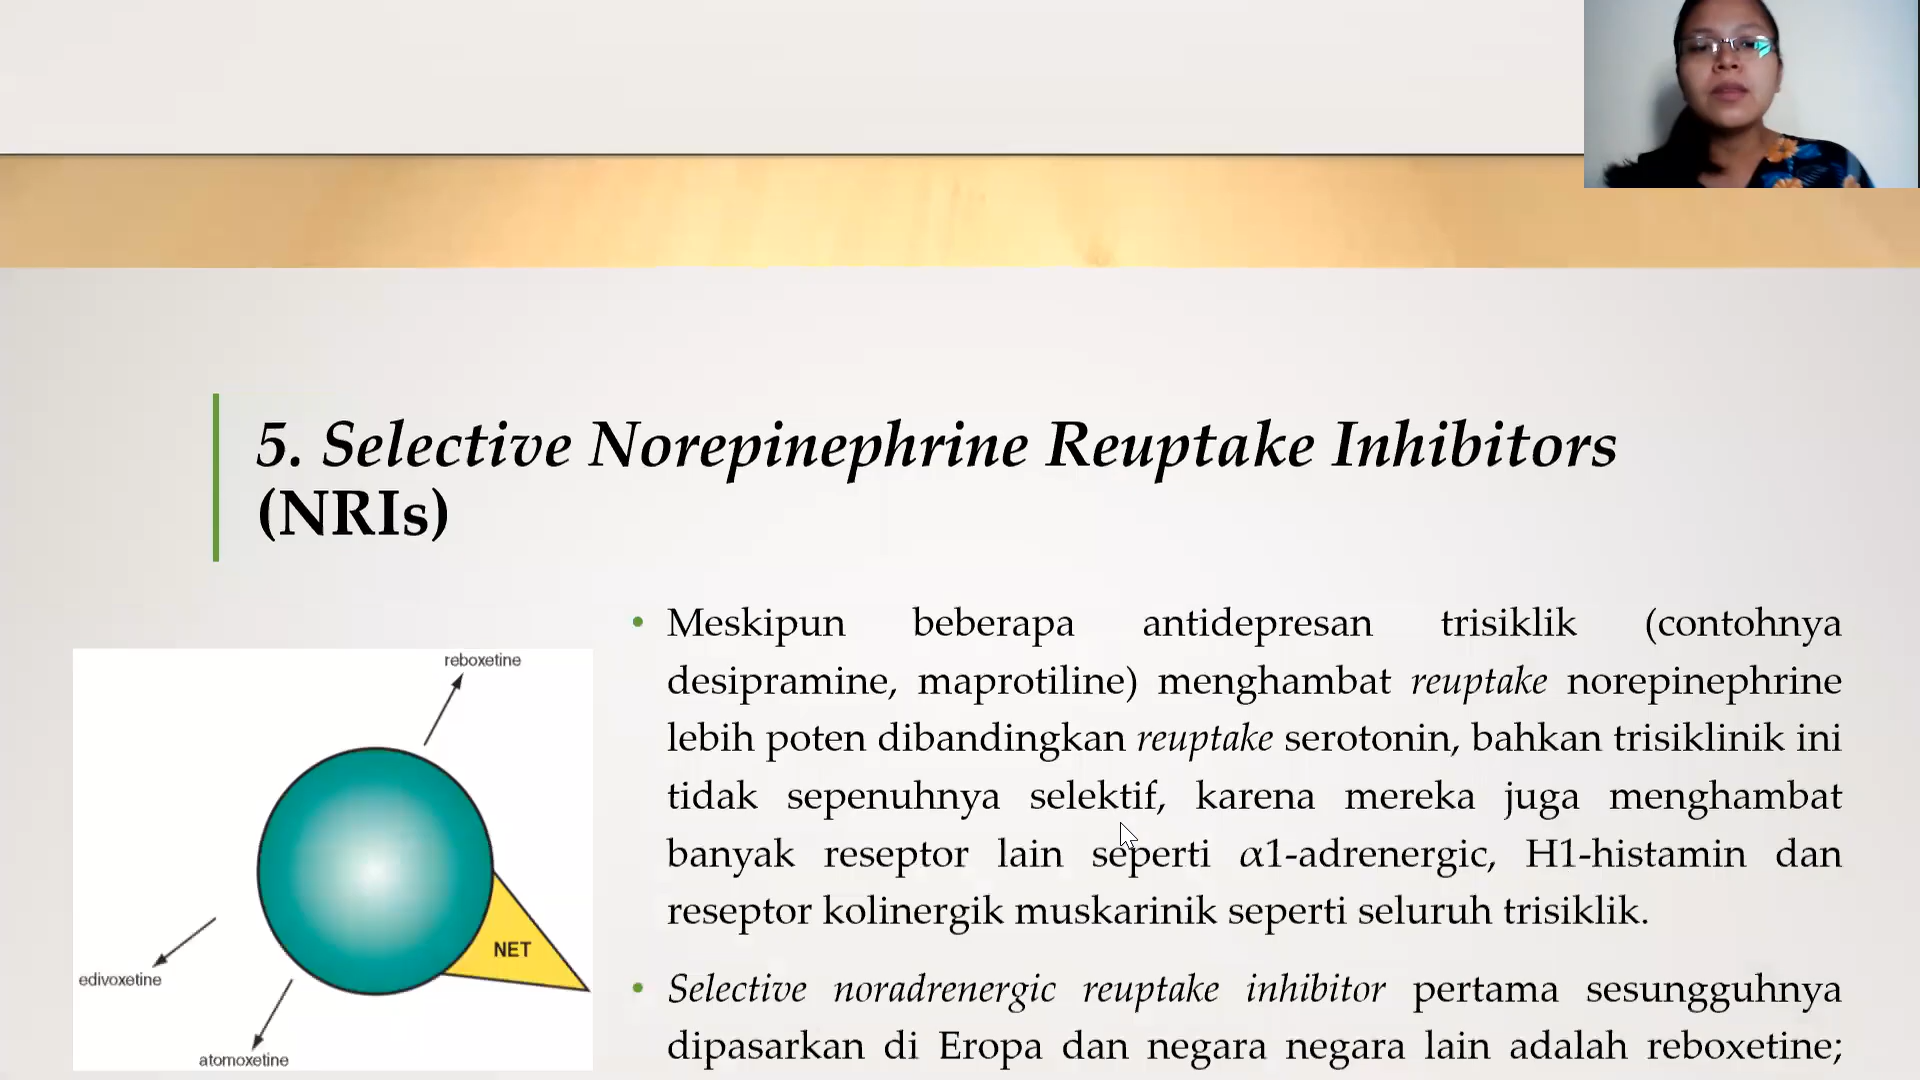 5. Selective Norepinephrine Reuptake Inhibitors
(NRIs)
reboxetine
NET
edivoxetine
atomoxetine
• Meskipun beberapa antidepresan trisiklik (contohnya
desipramine, maprotiline) menghambat reuptake norepinephrine
lebih poten dibandingkan reuptake serotonin, bahkan trisiklinik ini
tidak sepenuhnya selektif, karena mereka juga menghambat
banyak reseptor lain seperti α1-adrenergic, H1-histamin dan
reseptor kolinergik muskarinik seperti seluruh trisiklik.
• Selective noradrenergic reuptake inhibitor pertama sesungguhnya
dipasarkan di Eropa dan negara negara lain adalah reboxetine;